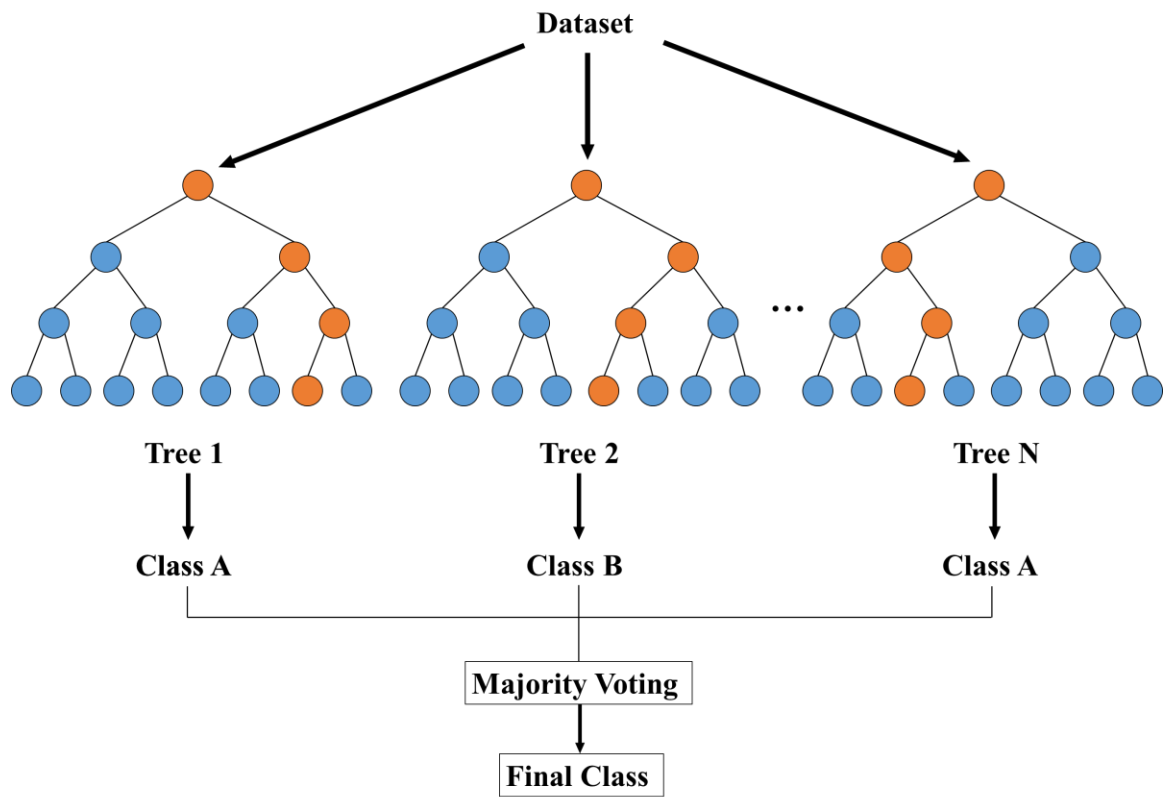 Dataset
...
Tree 1
Tree 2
Tree N
Class A
Class B
Class A
Majority Voting
Final Class